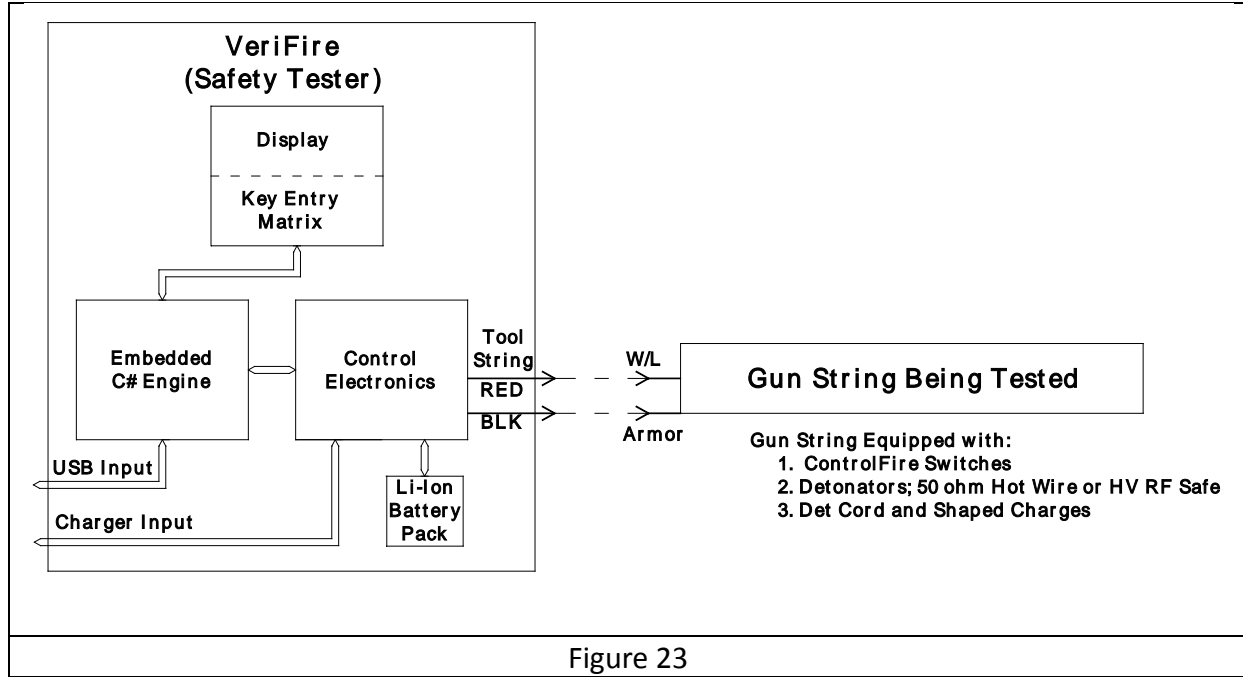 VeriFire
(Safety Tester)
Display
Key Entry
Matrix
Embedded
C# Engine
Control
Electronics
Tool
String
RED
BLK
W/L
Armor
Gun String Being Tested
Gun String Equipped with:
1. ControlFire Switches
2. Detonators; 50 ohm Hot Wire or HV RF Safe
3. Det Cord and Shaped Charges
USB Input
Charger Input
Li-Ion
Battery
Pack
Figure 23